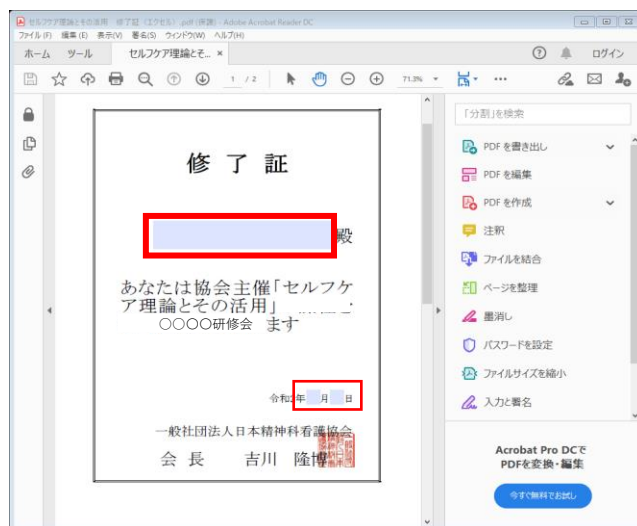 セルフケア理論とその活用 修了証（エクセル）.pdf (保護) - Adobe Acrobat Reader DC
ファイル(F) 編集(E) 表示(V) 署名(S) ウィンドウ(W) ヘルプ(H)
ホーム ツール セルフケア理論とそ... × ログイン
1 / 2 71.3%
「分割」を検索
PDF を書き出し
PDF を編集
PDF を作成
注釈
ファイルを結合
ページを整理
墨消し
パスワードを設定
ファイルサイズを縮小
入力と署名
Acrobat Pro DCで
PDFを変換・編集
今すぐ無料でお試し
修了証
殿
あなたは協会主催「セルフケ
ア理論とその活用」
〇〇〇〇研修会 ます
令和 年 月 日
一般社団法人日本精神科看護協会
会長 吉川 隆博